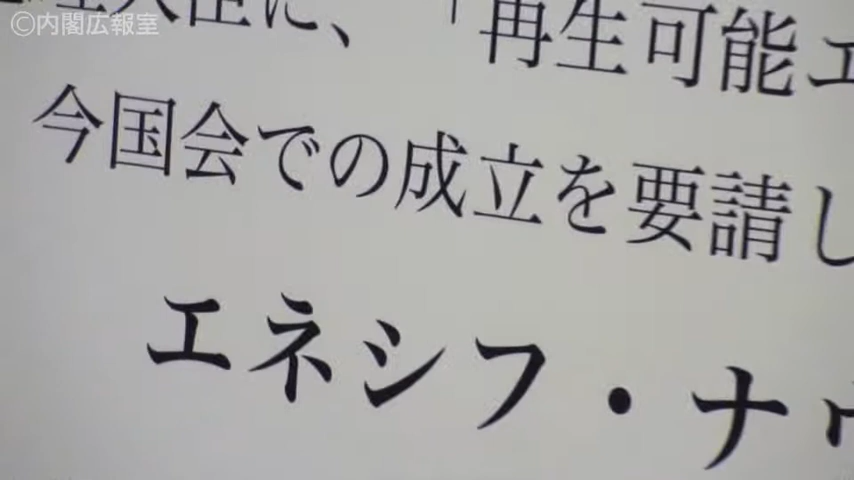 ©内閣広報室
に、「再生可能エ
今国会での成立を要請し
エネシフ・ナ